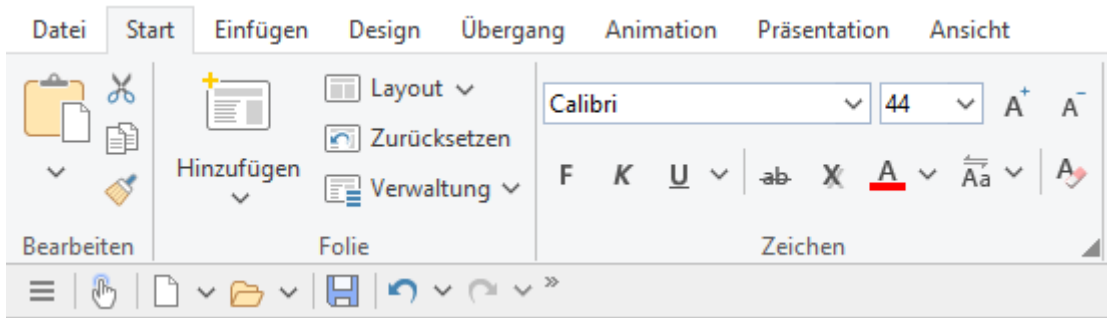 Datei Start Einfügen Design Übergang Animation Präsentation Ansicht
Layout
Calibri 44 A+ A-
Zurücksetzen
Hinzufügen
F K U ab X A Aa A
Verwaltung
Bearbeiten Folie Zeichen